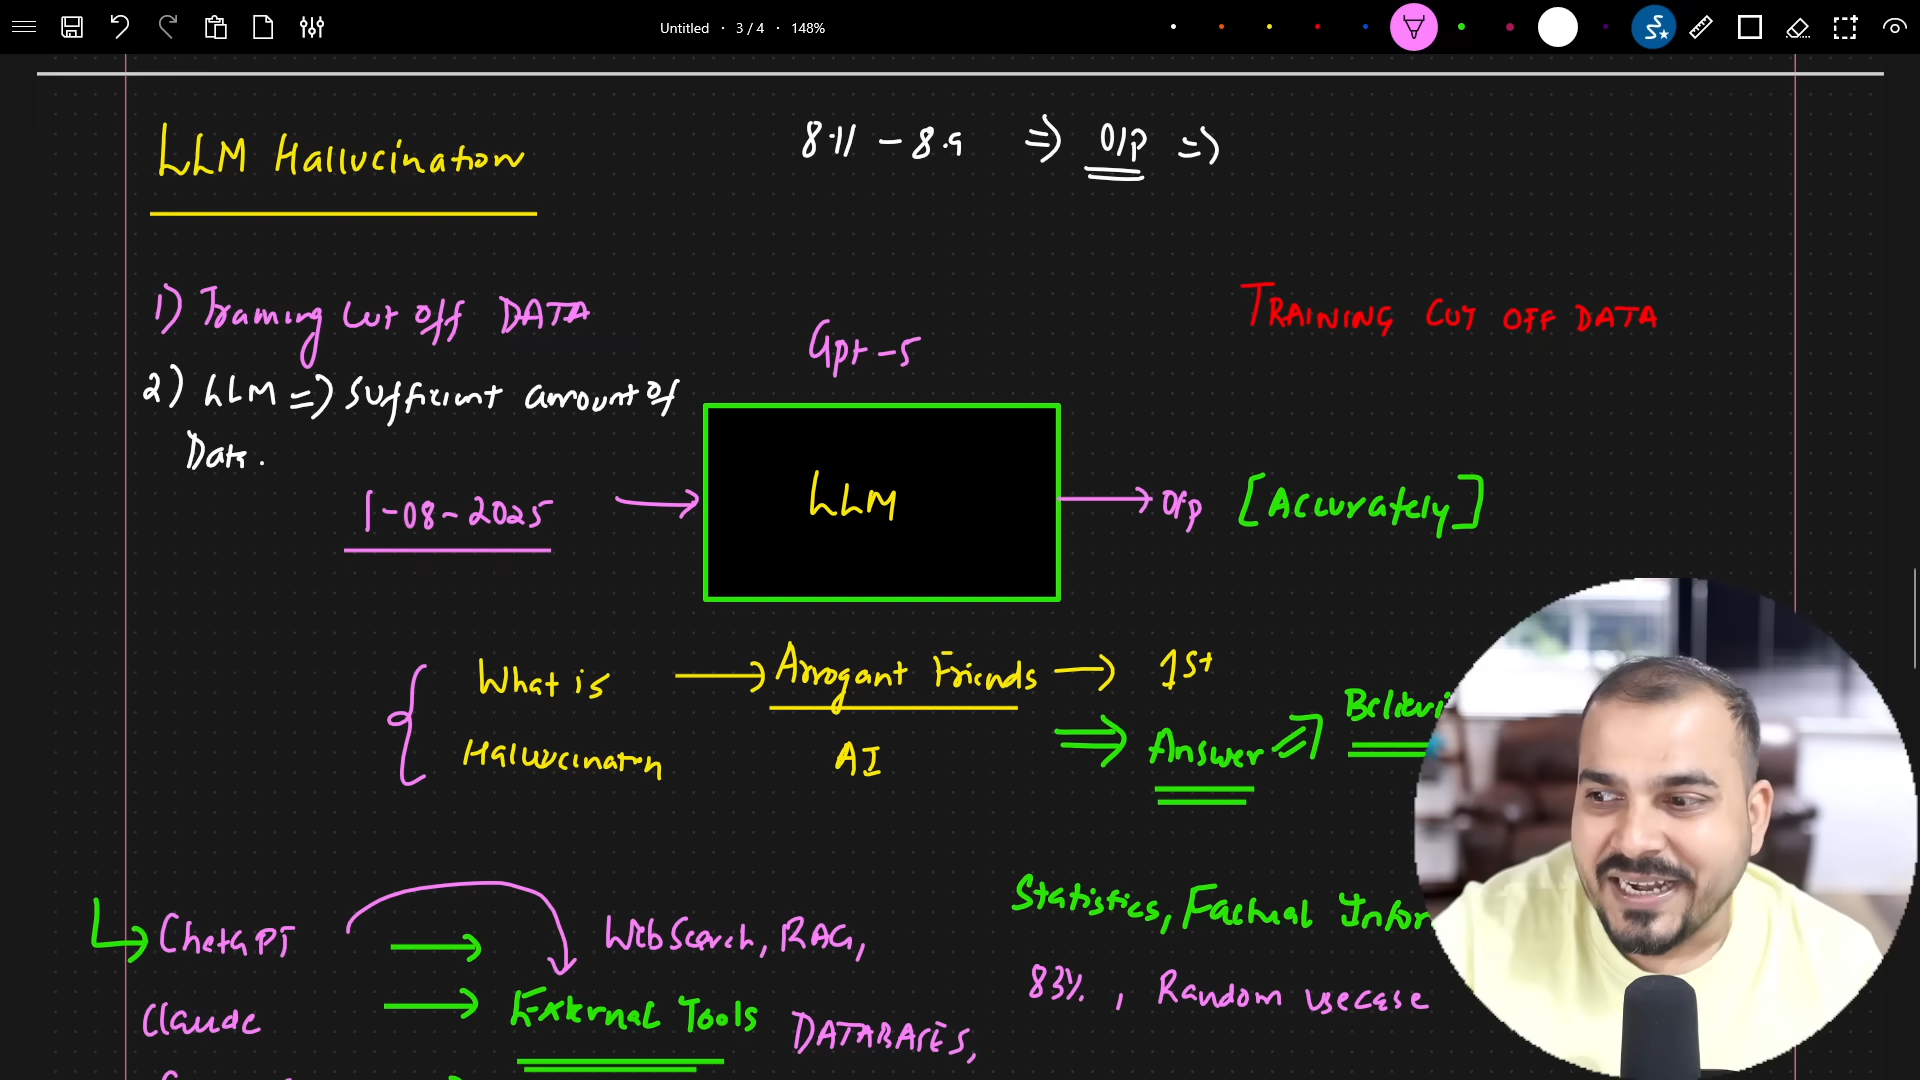 Untitled · 3 / 4 · 148%
LLM Hallucination
8.11 - 8.9 => O/p =>
1) Training Cut off DATA
TRAINING CUT OFF DATA
2) LLM => Sufficient amount of
Data.
Gpt-5
1-08-2025
LLM
O/p [Accurately]
What is
Arrogant Friends
1st
Hallucination
AI
Answer
Believi
Statistics, Factual Infor
ChatGPT
WebSearch, RAG,
83%, Random usecase
Claude
External Tools
DATABASES,